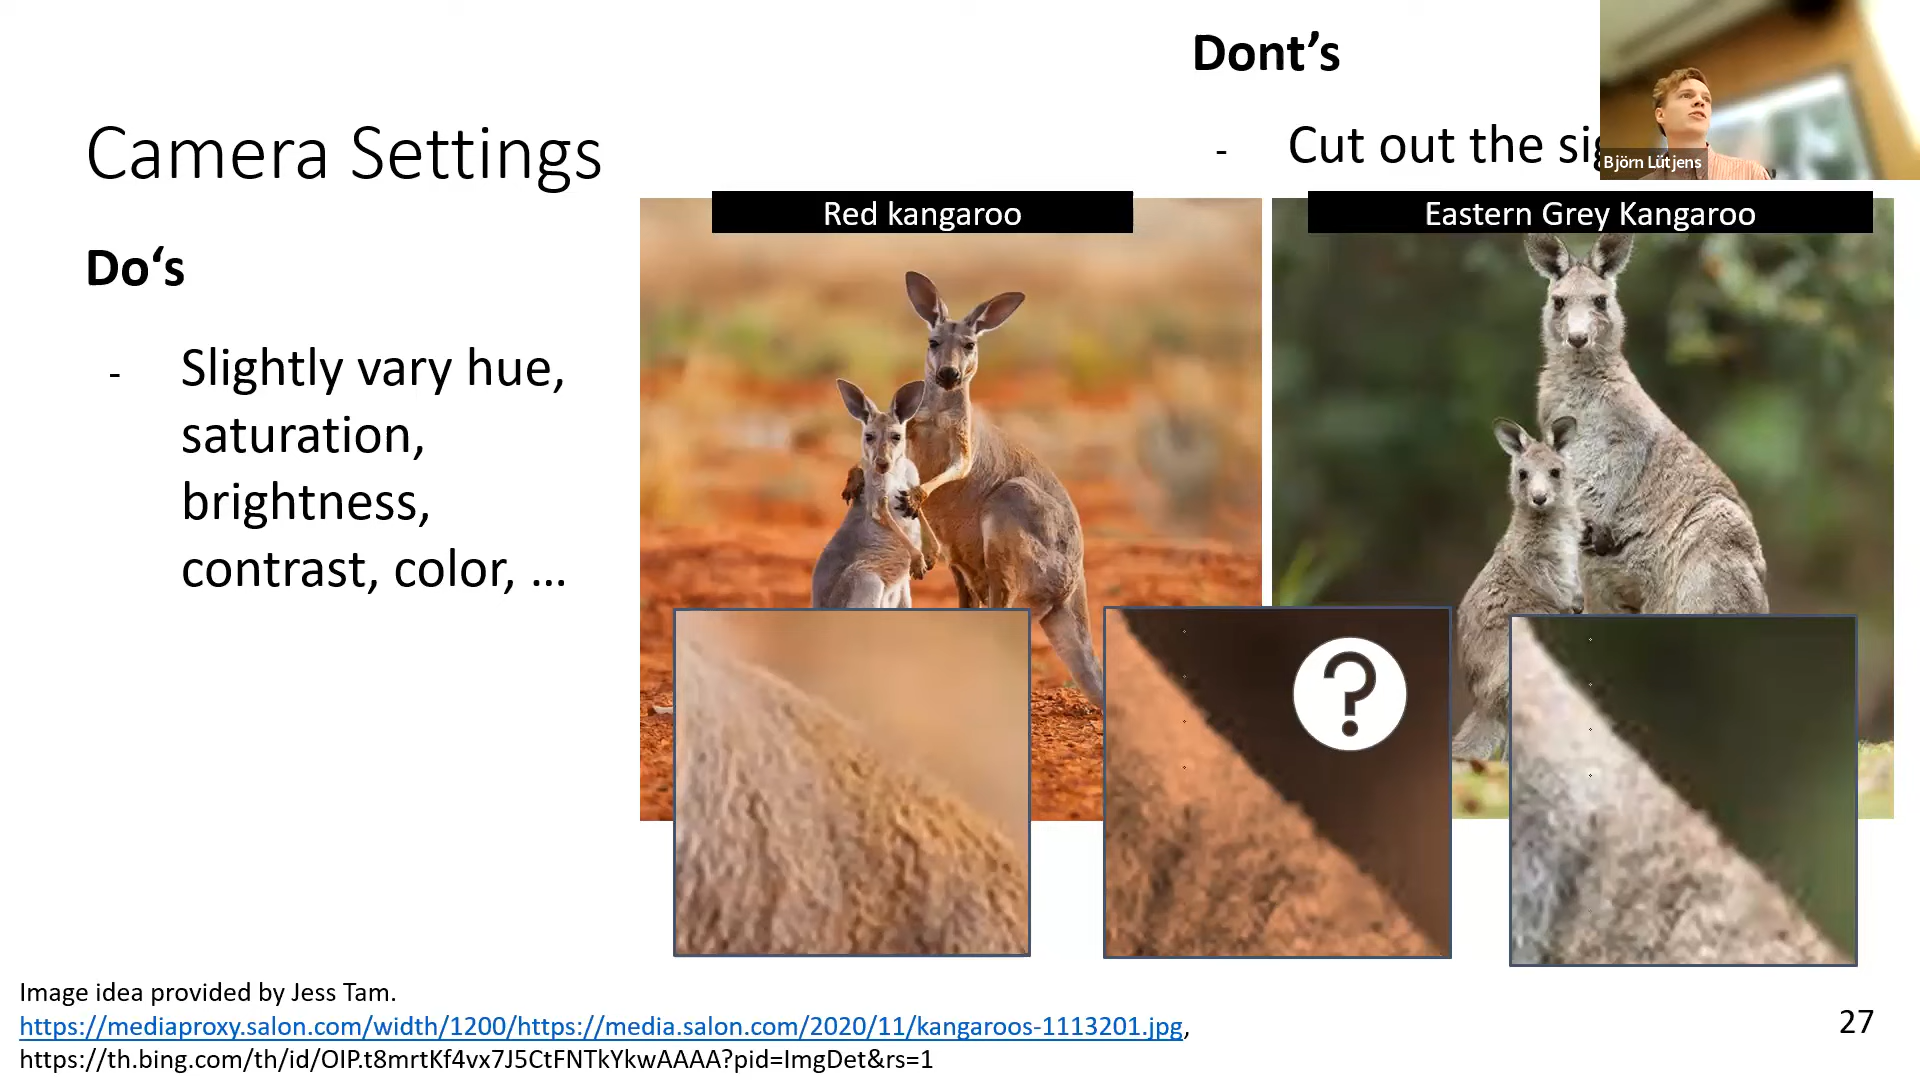 Dont’s
Camera Settings
- Cut out the
Björn Lütjens
Red kangaroo
Eastern Grey Kangaroo
Do‘s
- Slightly vary hue,
saturation,
brightness,
contrast, color, ...
?
Image idea provided by Jess Tam.
https://mediaproxy.salon.com/width/1200/https://media.salon.com/2020/11/kangaroos-1113201.jpg,
https://th.bing.com/th/id/OIP.t8mrtKf4vx7J5CtFNTkYkwAAAA?pid=ImgDet&rs=1
27